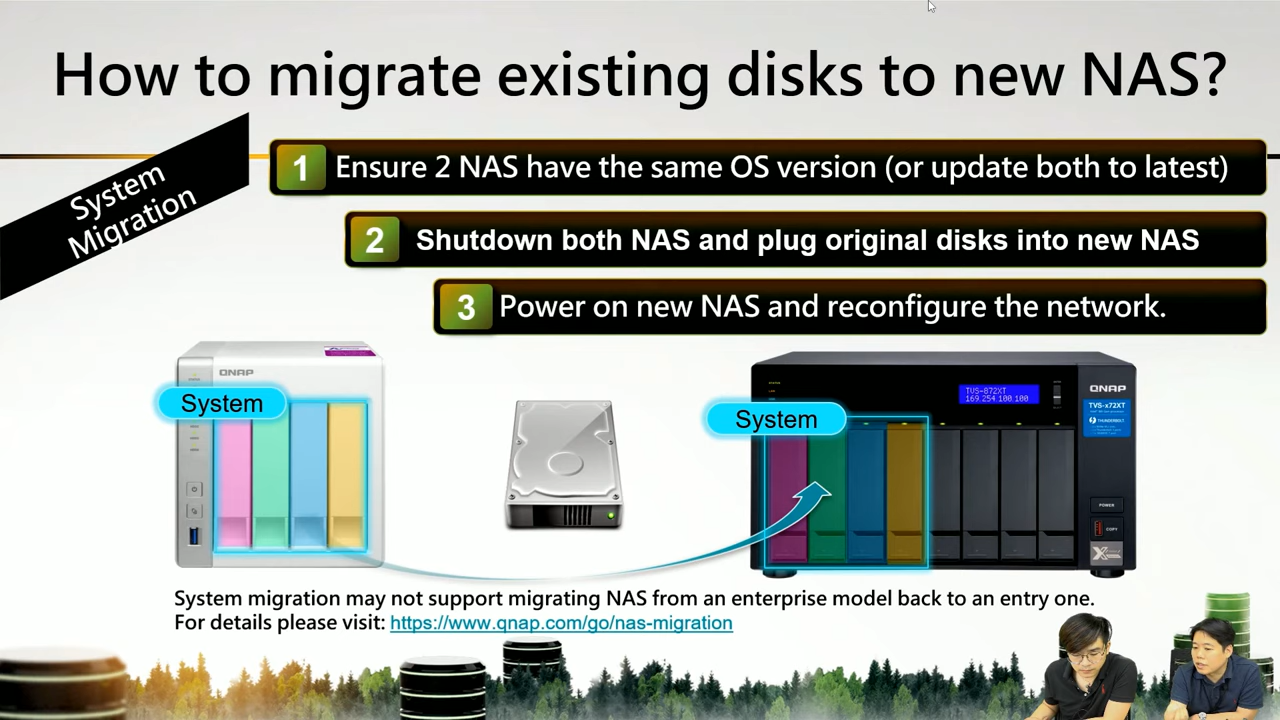 How to migrate existing disks to new NAS?
System
Migration
1 Ensure 2 NAS have the same OS version (or update both to latest)
2 Shutdown both NAS and plug original disks into new NAS
3 Power on new NAS and reconfigure the network.
QNAP
System
TVS-872XT
169.254.100.100
QNAP
TVS-x72XT
THUNDERBOLT
System
POWER
COPY
System migration may not support migrating NAS from an enterprise model back to an entry one.
For details please visit: https://www.qnap.com/go/nas-migration